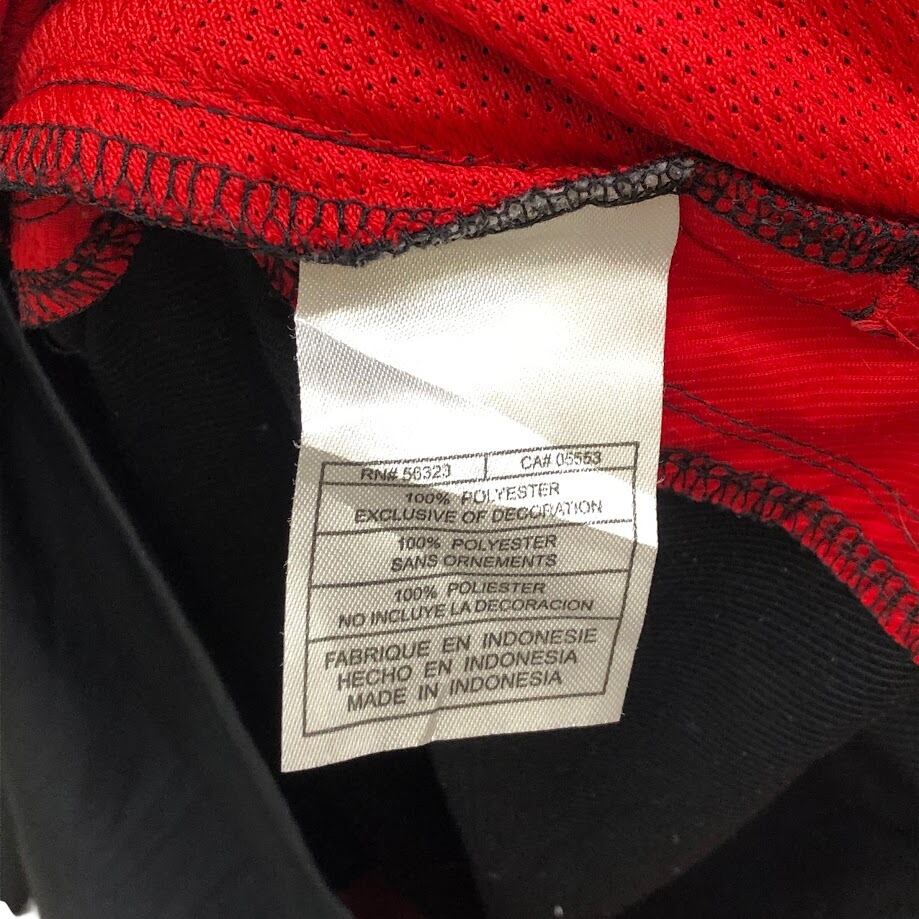 RN# 56323 CA# 05553
100% POLYESTER
EXCLUSIVE OF DECORATION
100% POLYESTER
SANS ORNEMENTS
100% POLIESTER
NO INCLUYE LA DECORACION
FABRIQUE EN INDONESIE
HECHO EN INDONESIA
MADE IN INDONESIA